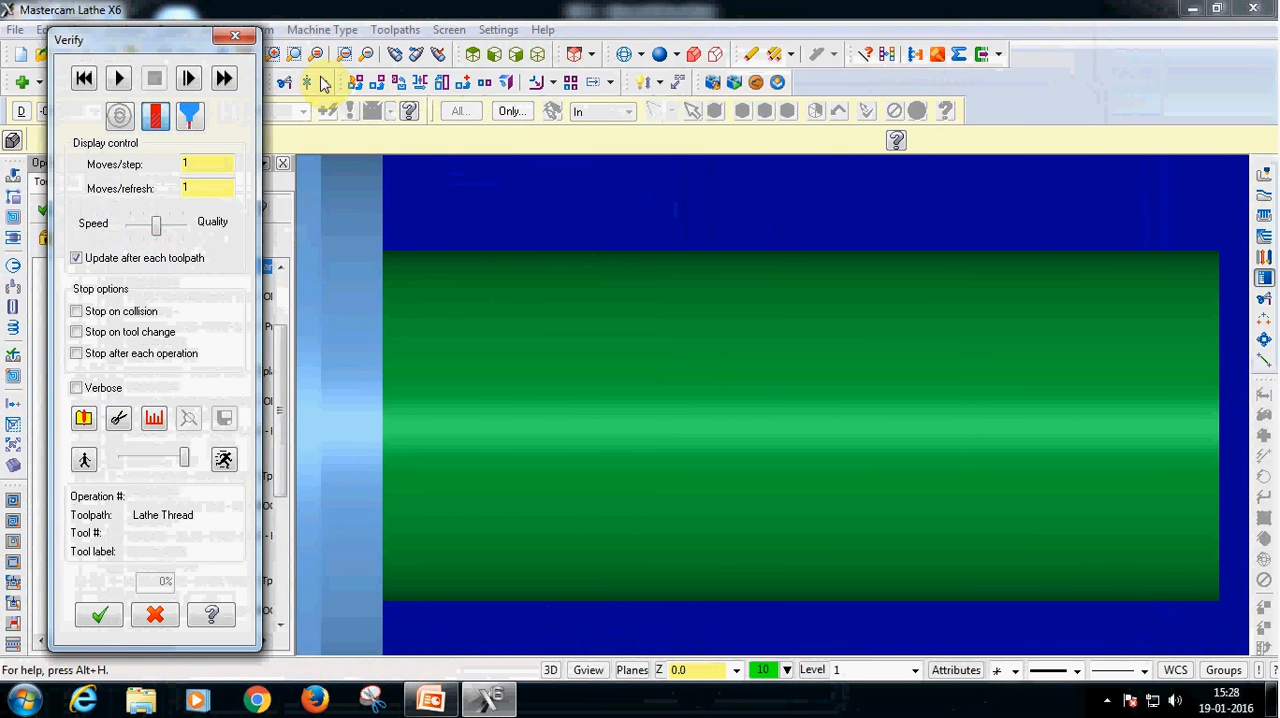 Mastercam Lathe X6
File
Machine Type
Toolpaths
Screen
Settings
Help
Verify
D
All...
Only...
In
Display control
Moves/step:
1
Moves/refresh:
1
Speed
Quality
Update after each toolpath
Stop options
Stop on collision
Stop on tool change
Stop after each operation
Verbose
Operation #:
Toolpath:
Lathe Thread
Tool #:
Tool label:
0%
For help, press Alt+H.
3D
Gview
Planes
Z
0.0
10
Level
1
Attributes
WCS
Groups
15:28
19-01-2016